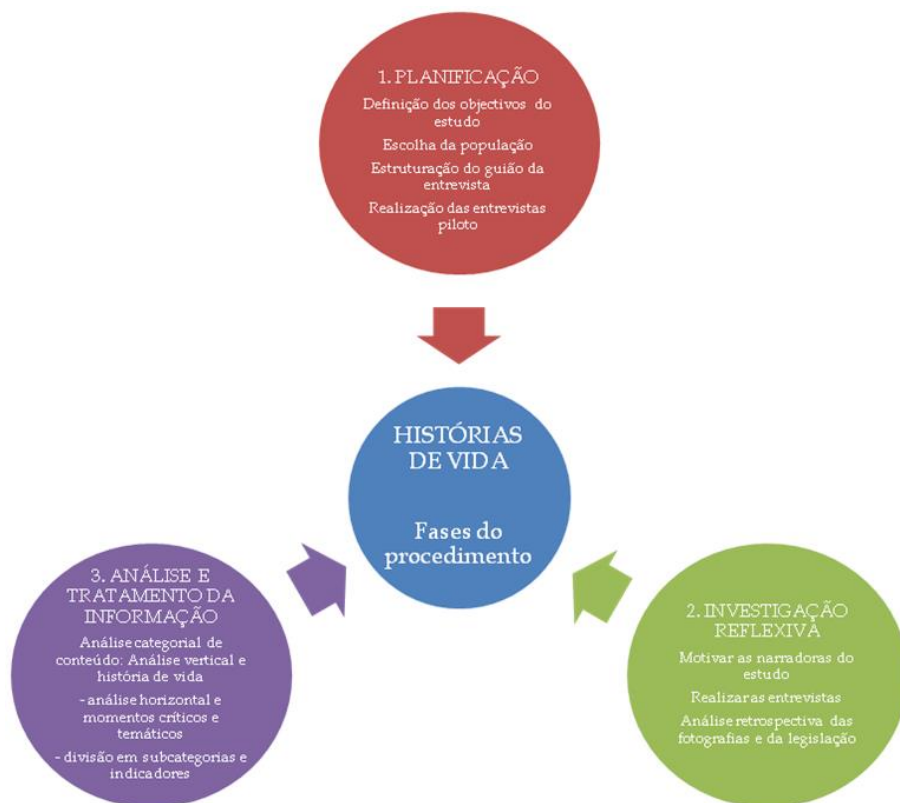 1. PLANIFICAÇÃO
Definição dos objectivos do
estudo
Escolha da população
Estruturação do guião da
entrevista
Realização das entrevistas
piloto
HISTÓRIAS
DE VIDA
Fases do
procedimento
2. INVESTIGAÇÃO
REFLEXIVA
Motivar as narradoras do
estudo
Realizar as entrevistas
Análise retrospectiva das
fotografias e da legislação
3. ANÁLISE E
TRATAMENTO DA
INFORMAÇÃO
Análise categorial de
conteúdo: Análise vertical e
história de vida
- análise horizontal e
momentos críticos e
temáticos
- divisão em subcategorias e
indicadores